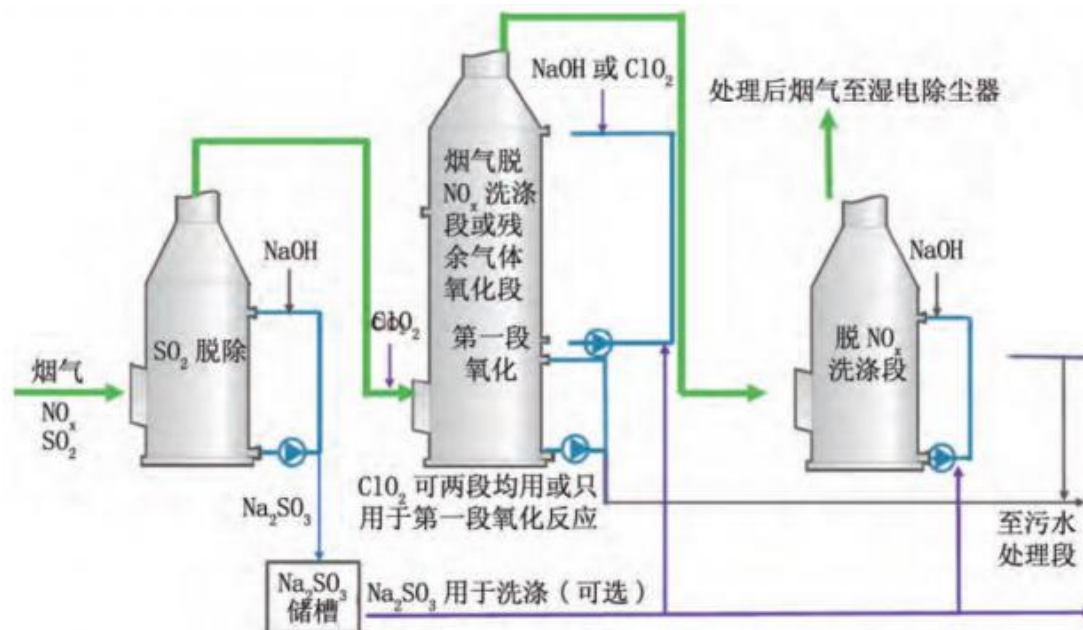 NaOH 或 ClO₂
处理后烟气至湿电除尘器
烟气脱
NOₓ 洗涤
段或残
余气体
氧化段
第一段
氧化
NaOH
SO₂ 脱除
烟气
NOₓ
SO₂
NaOH
脱 NOₓ
洗涤段
ClO₂ 可两段均用或只
用于第一段氧化反应
Na₂SO₃
至污水
处理段
Na₂SO₃
储槽
Na₂SO₃ 用于洗涤（可选）